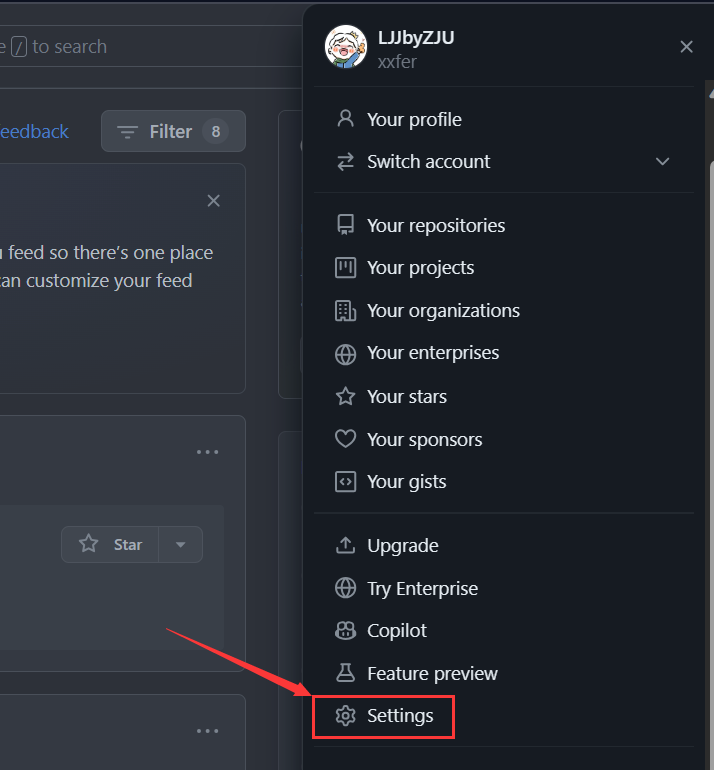 / to search
LJJbyZJU
xxfer
eedback
Filter 8
Your profile
Switch account
feed so there's one place
an customize your feed
Your repositories
Your projects
Your organizations
Your enterprises
Your stars
Your sponsors
Your gists
Star
Upgrade
Try Enterprise
Copilot
Feature preview
Settings